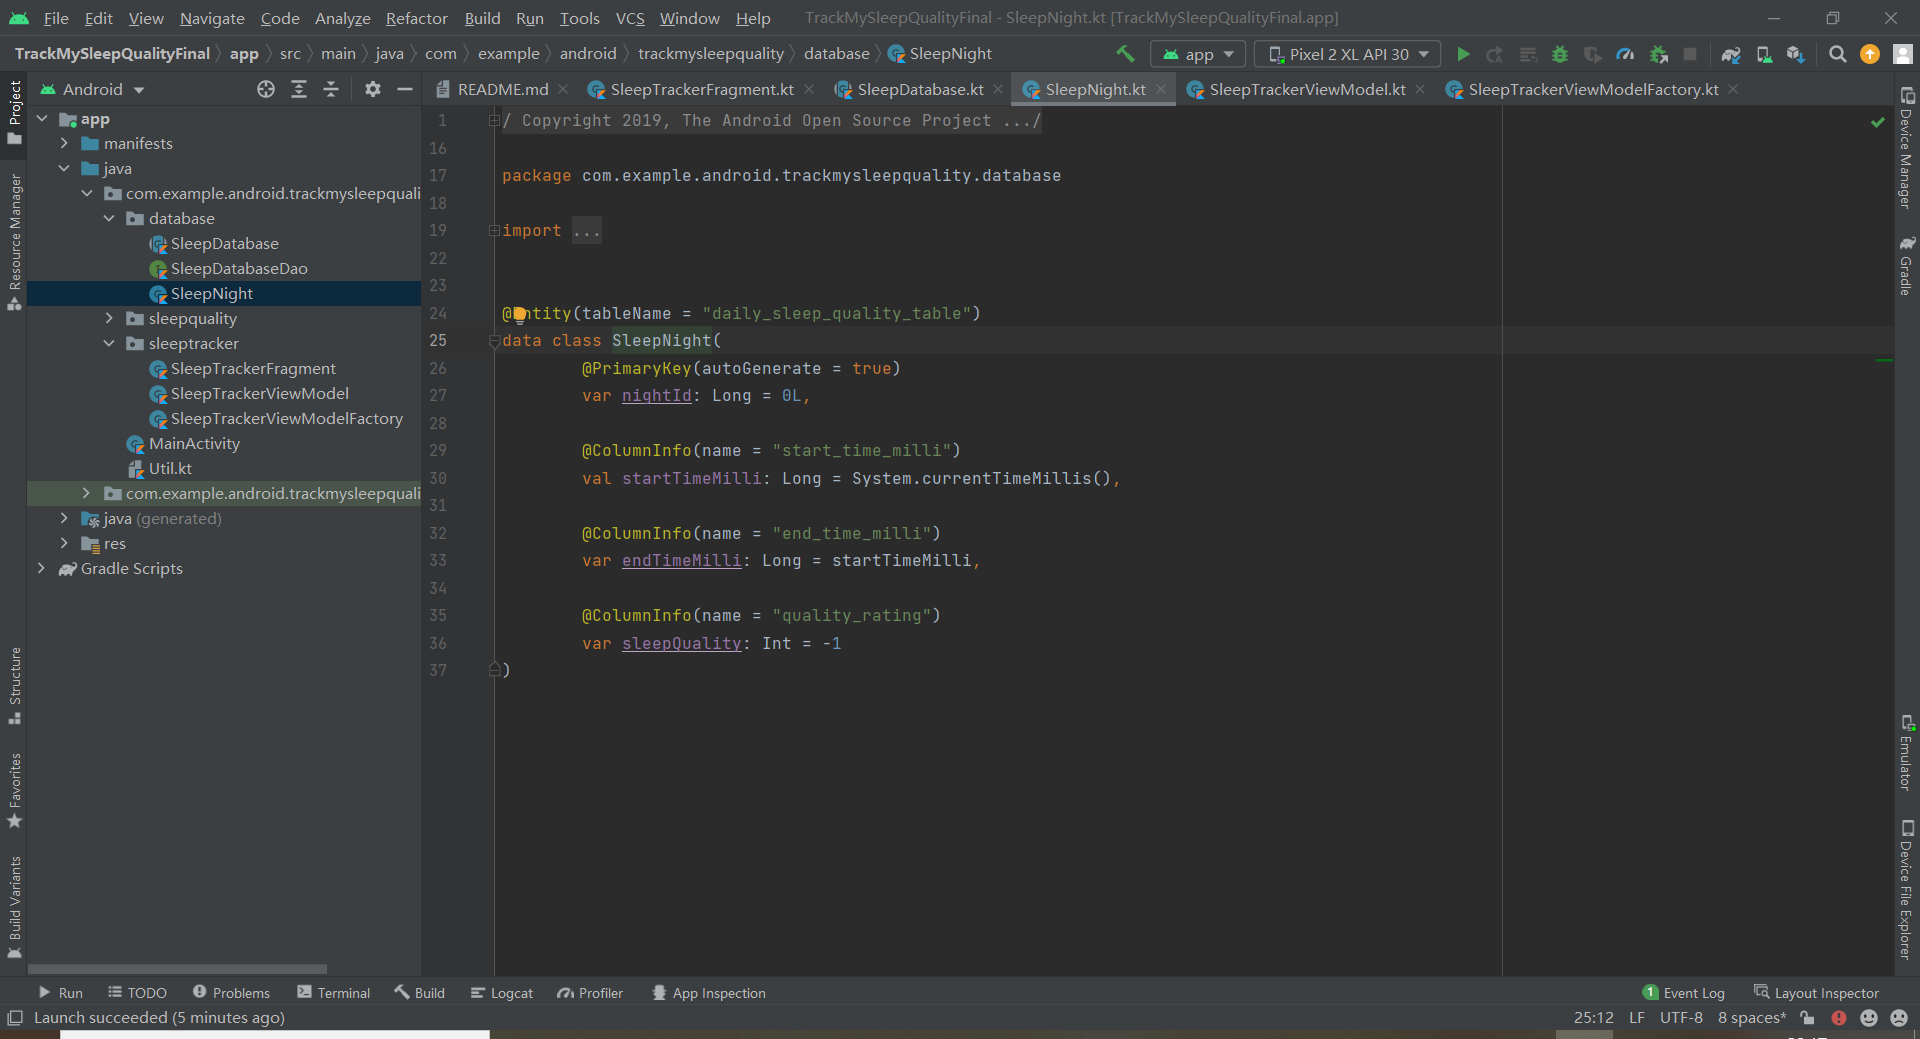 File Edit View Navigate Code Analyze Refactor Build Run Tools VCS Window Help TrackMySleepQualityFinal - SleepNight.kt [TrackMySleepQualityFinal.app]
TrackMySleepQualityFinal app src main java com example android trackmysleepquality database SleepNight app Pixel 2 XL API 30
Android
README.md SleepTrackerFragment.kt SleepDatabase.kt SleepNight.kt SleepTrackerViewModel.kt SleepTrackerViewModelFactory.kt
Project
Resource Manager
Structure
Favorites
Build Variants
app
manifests
java
com.example.android.trackmysleepquali
database
SleepDatabase
SleepDatabaseDao
SleepNight
sleepquality
sleeptracker
SleepTrackerFragment
SleepTrackerViewModel
SleepTrackerViewModelFactory
MainActivity
Util.kt
com.example.android.trackmysleepquali
java (generated)
res
Gradle Scripts
1 / Copyright 2019, The Android Open Source Project .../
16
17 package com.example.android.trackmysleepquality.database
18
19 import ...
22
23
24 @Entity(tableName = "daily_sleep_quality_table")
25 data class SleepNight(
26 @PrimaryKey(autoGenerate = true)
27 var nightId: Long = 0L,
28
29 @ColumnInfo(name = "start_time_milli")
30 val startTimeMilli: Long = System.currentTimeMillis(),
31
32 @ColumnInfo(name = "end_time_milli")
33 var endTimeMilli: Long = startTimeMilli,
34
35 @ColumnInfo(name = "quality_rating")
36 var sleepQuality: Int = -1
37 )
Device Manager
Gradle
Emulator
Device File Explorer
Run TODO Problems Terminal Build Logcat Profiler App Inspection 1 Event Log Layout Inspector
Launch succeeded (5 minutes ago) 25:12 LF UTF-8 8 spaces*